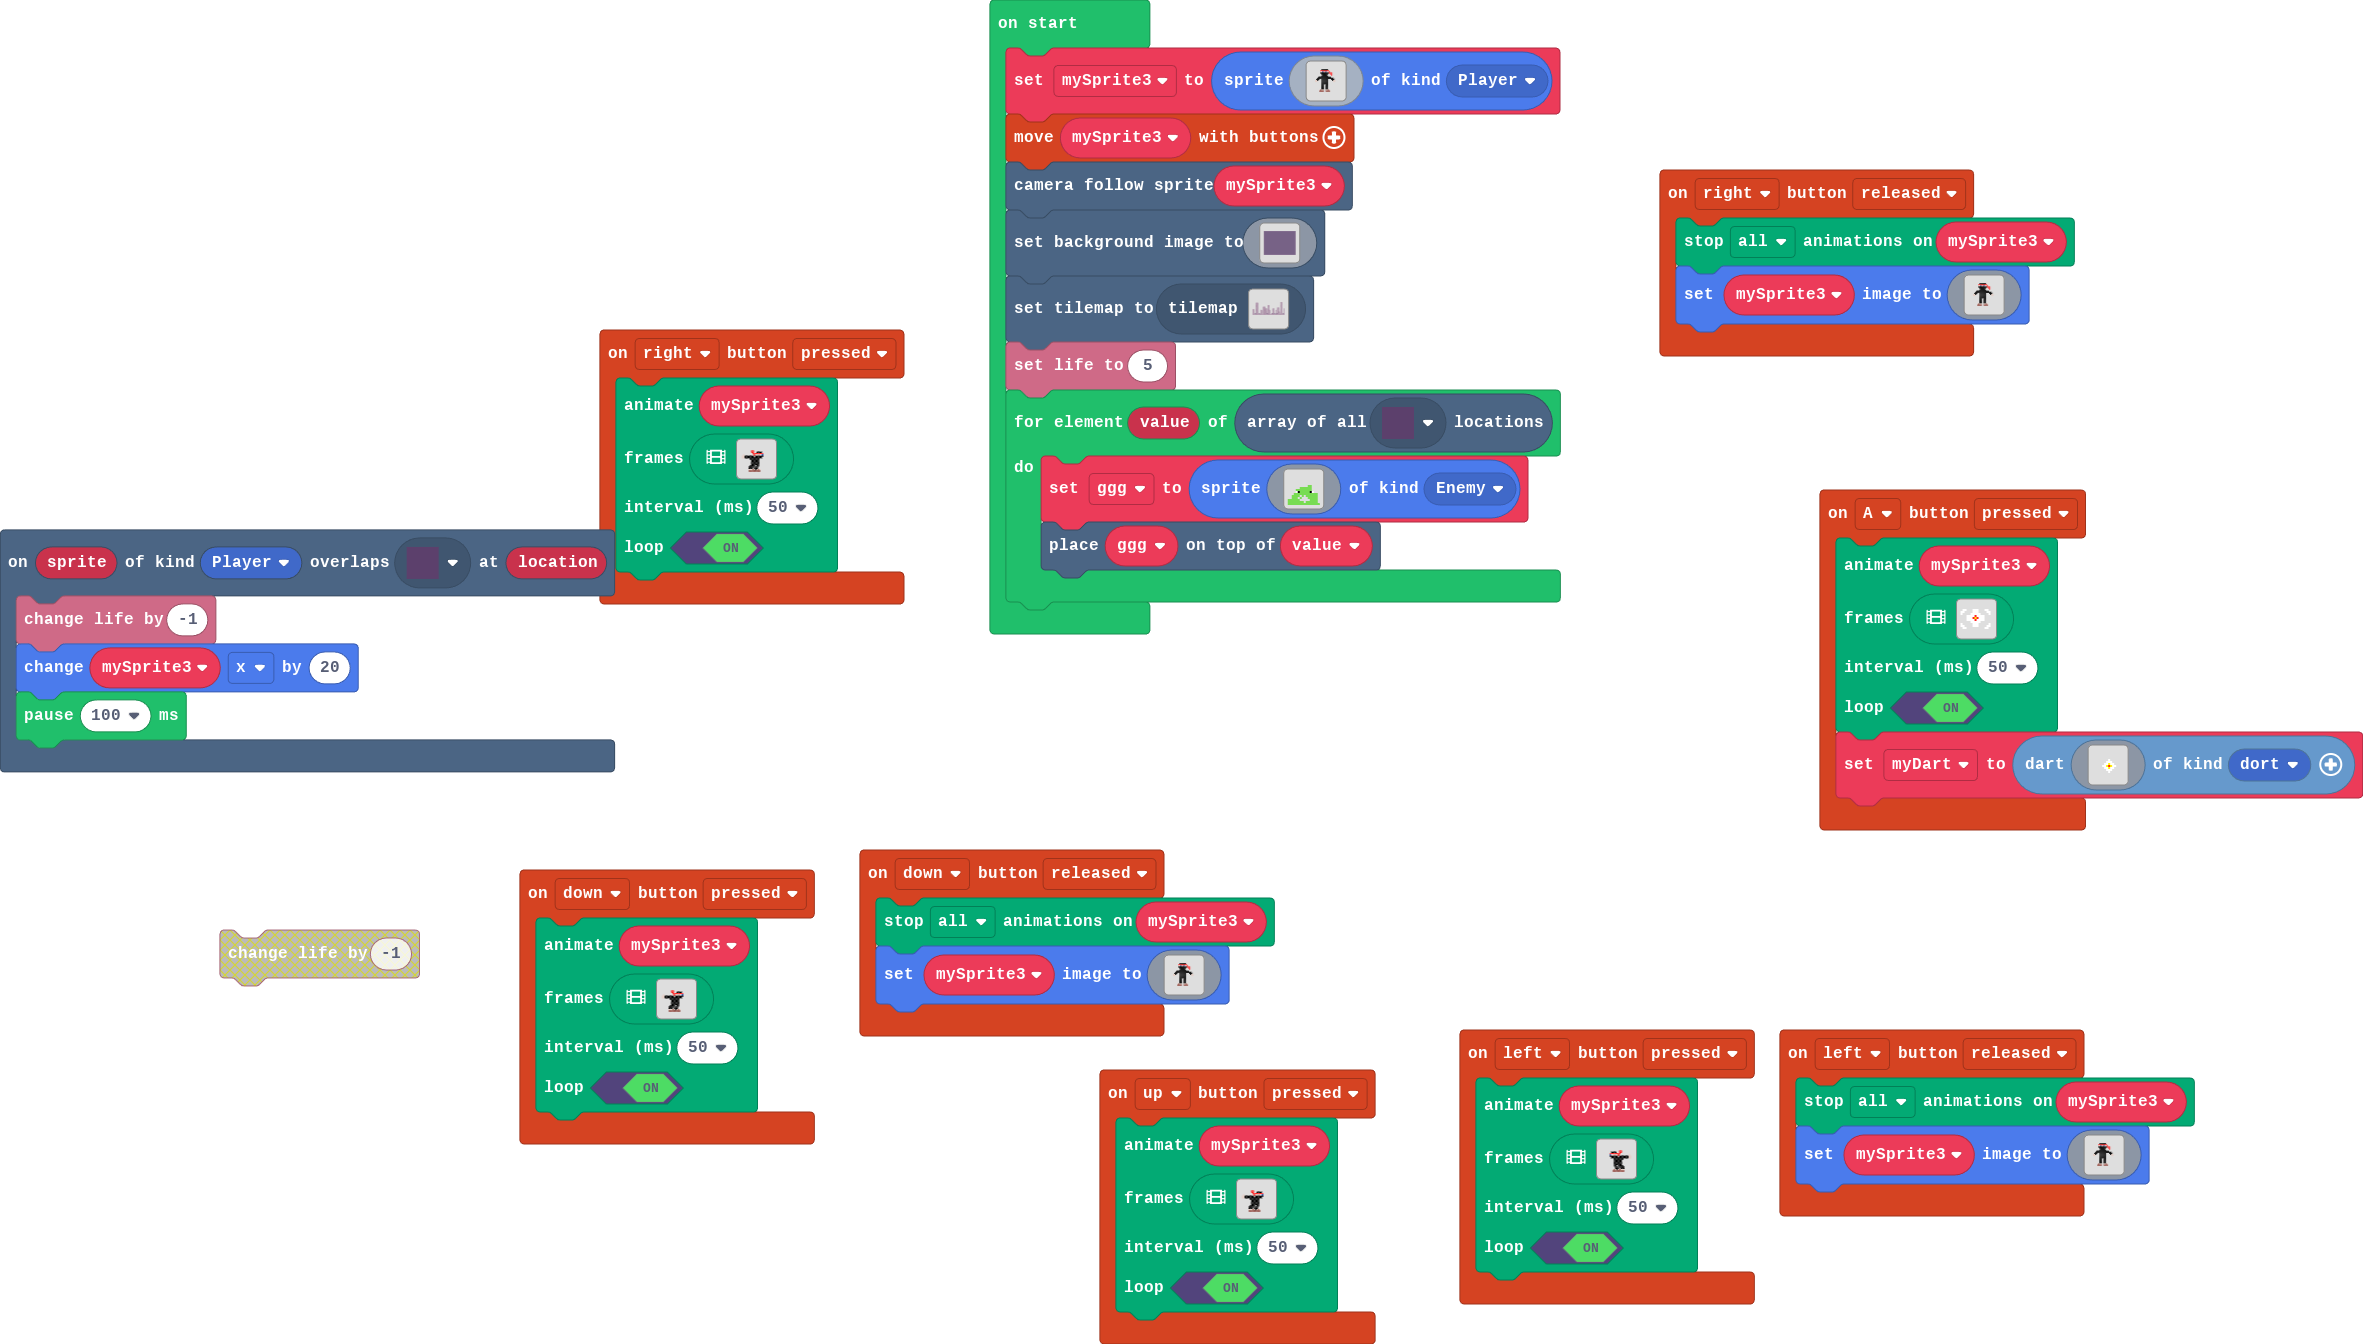 on start
set mySprite3 to sprite of kind Player
move mySprite3 with buttons
camera follow sprite mySprite3
set background image to
set tilemap to tilemap
set life to 5
for element value of array of all locations
do
set ggg to sprite of kind Enemy
place ggg on top of value
on right button released
stop all animations on mySprite3
set mySprite3 image to
on right button pressed
animate mySprite3
frames
interval (ms) 50
loop ON
on sprite of kind Player overlaps at location
change life by -1
change mySprite3 x by 20
pause 100 ms
on A button pressed
animate mySprite3
frames
interval (ms) 50
loop ON
set myDart to dart of kind dort
change life by -1
on down button pressed
animate mySprite3
frames
interval (ms) 50
loop ON
on down button released
stop all animations on mySprite3
set mySprite3 image to
on up button pressed
animate mySprite3
frames
interval (ms) 50
loop ON
on left button pressed
animate mySprite3
frames
interval (ms) 50
loop ON
on left button released
stop all animations on mySprite3
set mySprite3 image to